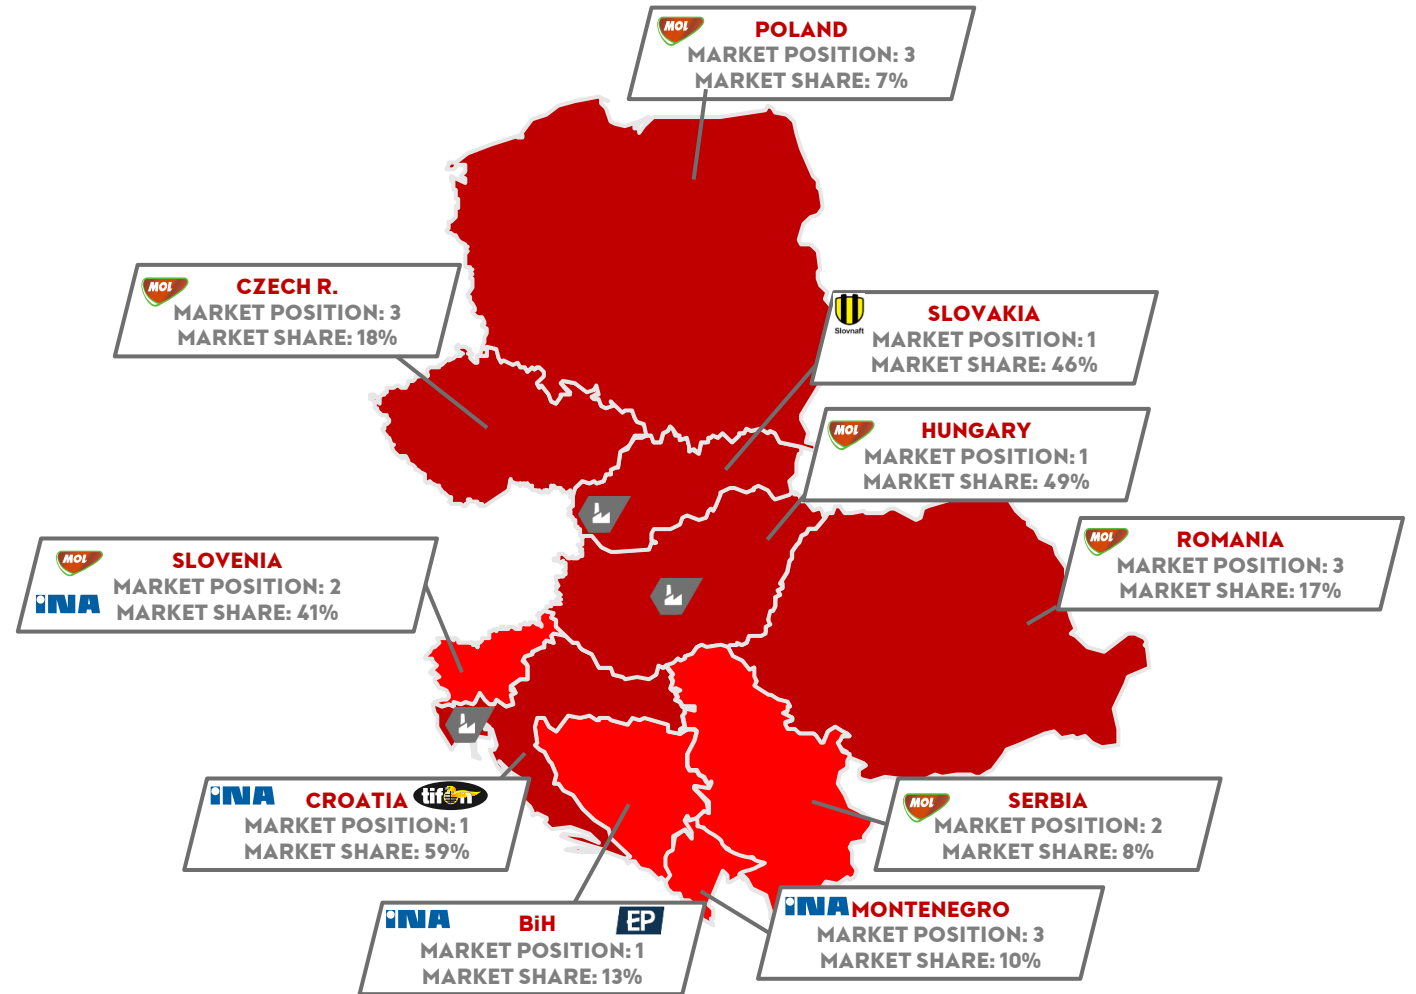 MOL
POLAND
MARKET POSITION: 3
MARKET SHARE: 7%
MOL
CZECH R.
MARKET POSITION: 3
MARKET SHARE: 18%
Slovnaft
SLOVAKIA
MARKET POSITION: 1
MARKET SHARE: 46%
MOL
HUNGARY
MARKET POSITION: 1
MARKET SHARE: 49%
MOL
ROMANIA
MARKET POSITION: 3
MARKET SHARE: 17%
MOL
INA
SLOVENIA
MARKET POSITION: 2
MARKET SHARE: 41%
INA
CROATIA
tifon
MARKET POSITION: 1
MARKET SHARE: 59%
MOL
SERBIA
MARKET POSITION: 2
MARKET SHARE: 8%
INA
BiH
EP
MARKET POSITION: 1
MARKET SHARE: 13%
INA
MONTENEGRO
MARKET POSITION: 3
MARKET SHARE: 10%